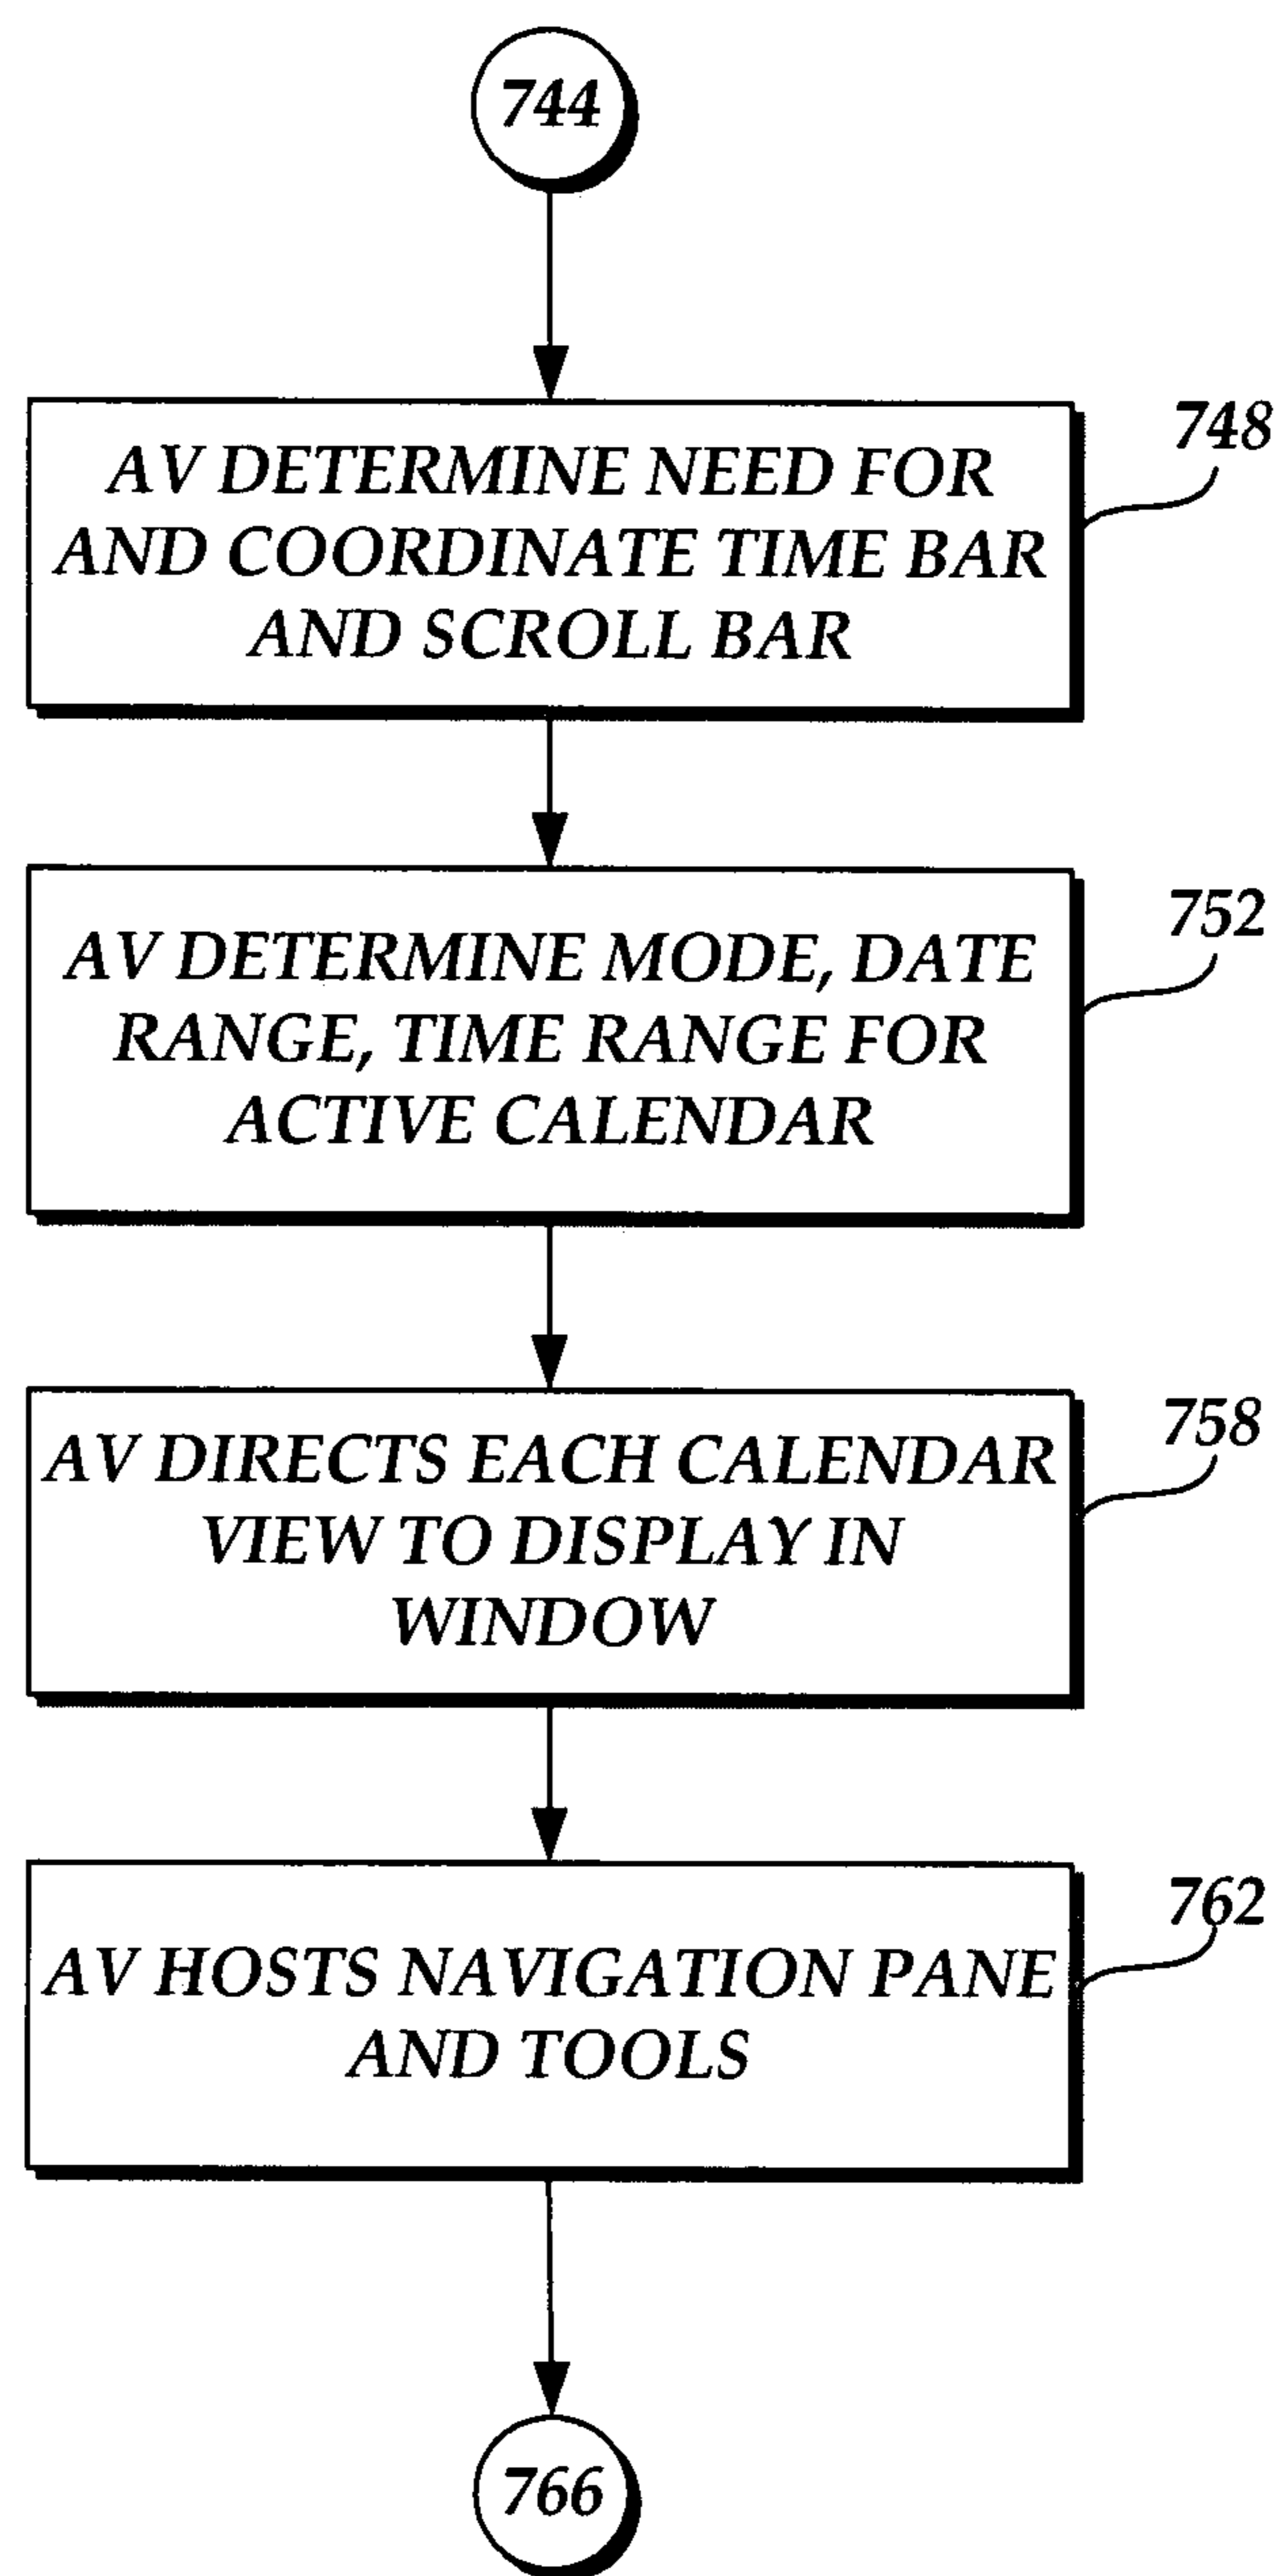 744
AV DETERMINE NEED FOR
AND COORDINATE TIME BAR
AND SCROLL BAR
748
AV DETERMINE MODE, DATE
RANGE, TIME RANGE FOR
ACTIVE CALENDAR
752
AV DIRECTS EACH CALENDAR
VIEW TO DISPLAY IN
WINDOW
758
AV HOSTS NAVIGATION PANE
AND TOOLS
762
766